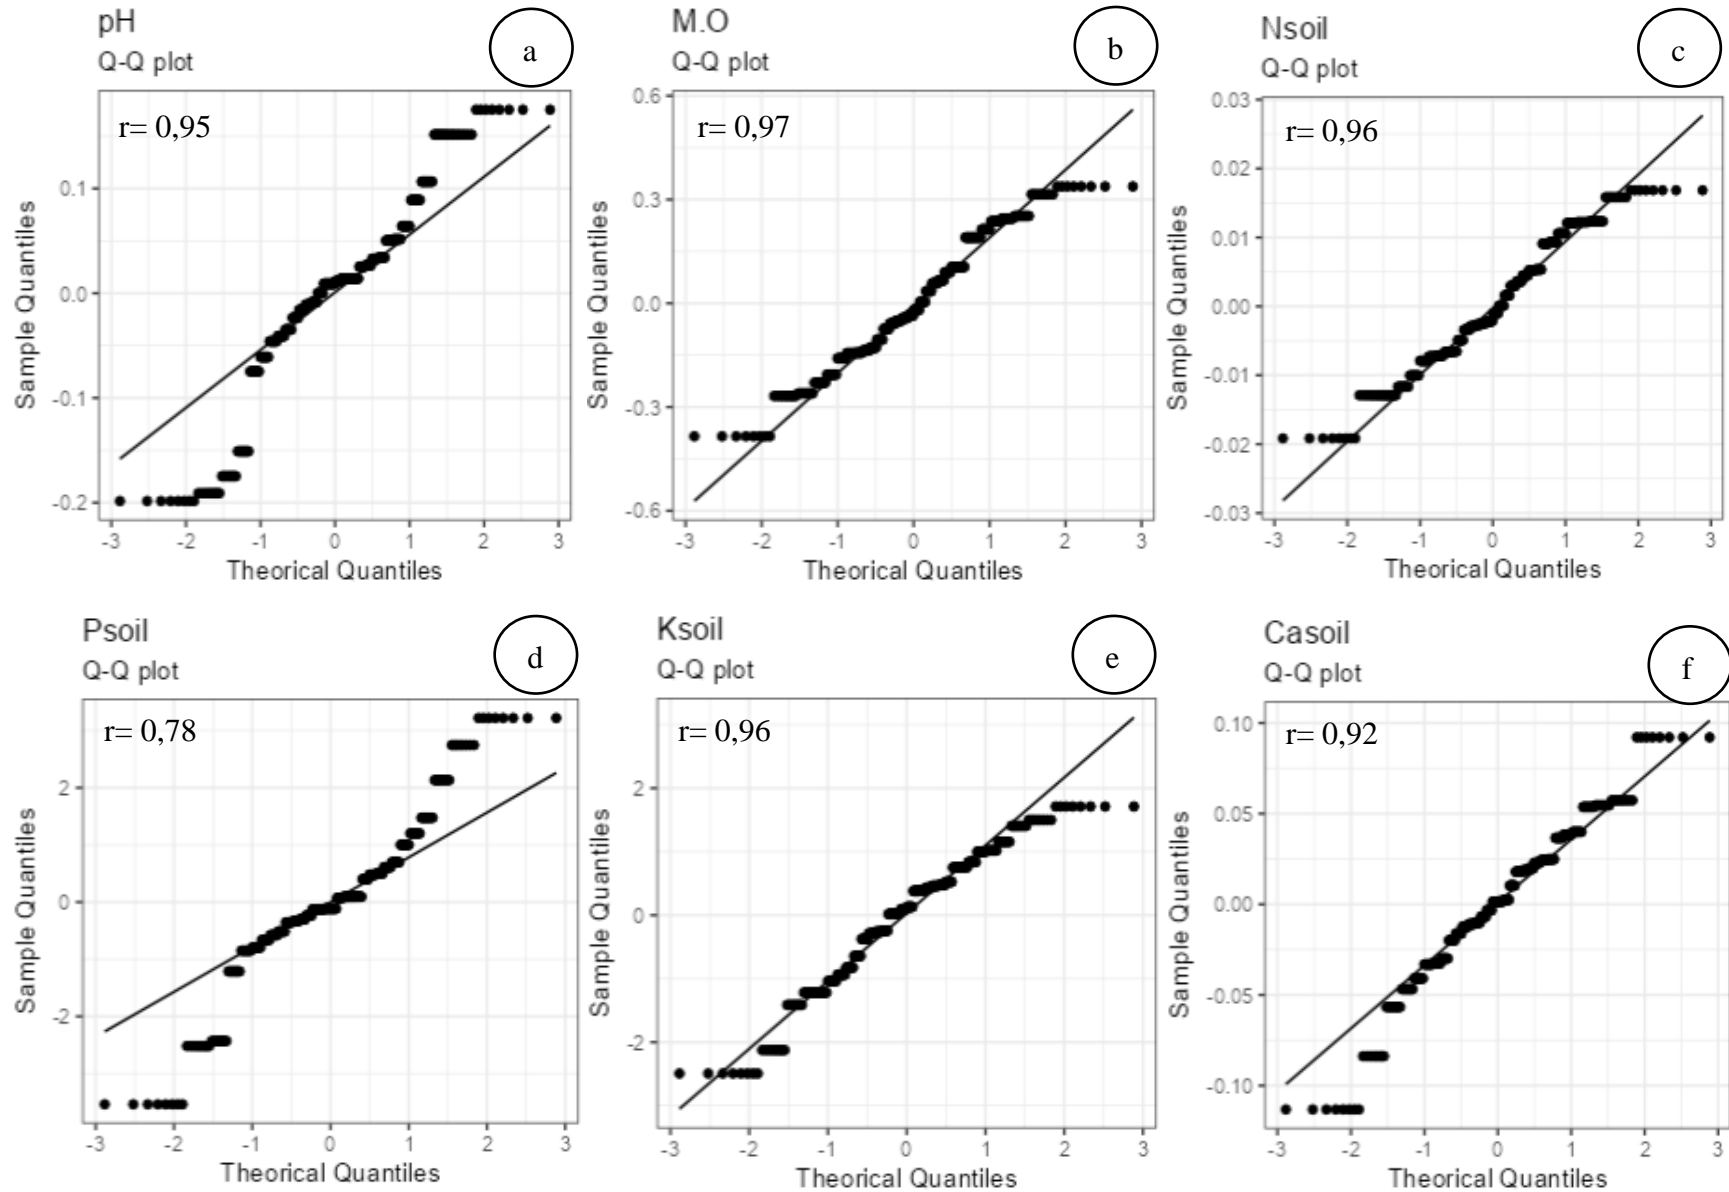 pH
Q-Q plot
a
r= 0,95
0.1
0.0
-0.1
-0.2
-3 -2 -1 0 1 2 3
Sample Quantiles
Theorical Quantiles
M.O
Q-Q plot
b
r= 0,97
0.6
0.3
0.0
-0.3
-0.6
-3 -2 -1 0 1 2 3
Sample Quantiles
Theorical Quantiles
Nsoil
Q-Q plot
c
r= 0,96
0.03
0.02
0.01
0.00
-0.01
-0.02
-0.03
-3 -2 -1 0 1 2 3
Sample Quantiles
Theorical Quantiles
Psoil
Q-Q plot
d
r= 0,78
2
0
-2
-3 -2 -1 0 1 2 3
Sample Quantiles
Theorical Quantiles
Ksoil
Q-Q plot
e
r= 0,96
2
0
-2
-3 -2 -1 0 1 2 3
Sample Quantiles
Theorical Quantiles
Casoil
Q-Q plot
f
r= 0,92
0.10
0.05
0.00
-0.05
-0.10
-3 -2 -1 0 1 2 3
Sample Quantiles
Theorical Quantiles